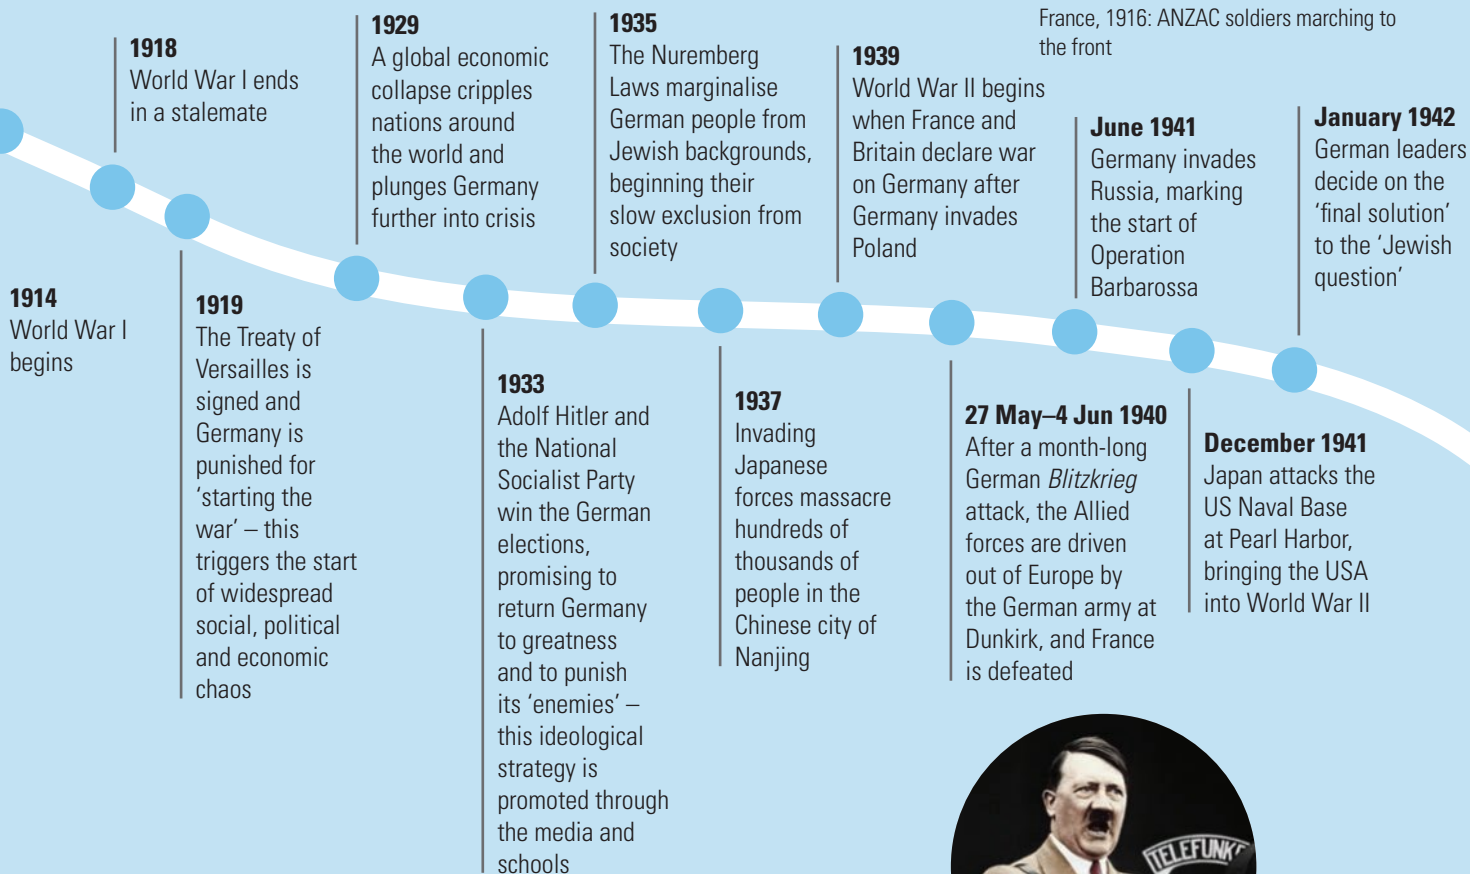 France, 1916: ANZAC soldiers marching to
the front
1914
World War I
begins
1918
World War I ends
in a stalemate
1919
The Treaty of
Versailles is
signed and
Germany is
punished for
‘starting the
war’ – this
triggers the start
of widespread
social, political
and economic
chaos
1929
A global economic
collapse cripples
nations around
the world and
plunges Germany
further into crisis
1933
Adolf Hitler and
the National
Socialist Party
win the German
elections,
promising to
return Germany
to greatness
and to punish
its ‘enemies’ –
this ideological
strategy is
promoted through
the media and
schools
1935
The Nuremberg
Laws marginalise
German people from
Jewish backgrounds,
beginning their
slow exclusion from
society
1937
Invading
Japanese
forces massacre
hundreds of
thousands of
people in the
Chinese city of
Nanjing
1939
World War II begins
when France and
Britain declare war
on Germany after
Germany invades
Poland
27 May–4 Jun 1940
After a month-long
German Blitzkrieg
attack, the Allied
forces are driven
out of Europe by
the German army at
Dunkirk, and France
is defeated
June 1941
Germany invades
Russia, marking
the start of
Operation
Barbarossa
December 1941
Japan attacks the
US Naval Base
at Pearl Harbor,
bringing the USA
into World War II
January 1942
German leaders
decide on the
‘final solution’
to the ‘Jewish
question’
TELEFUNK